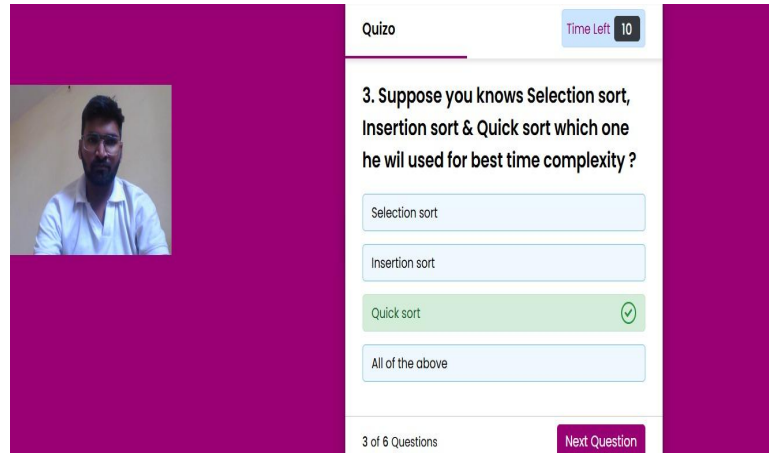 Quizo
Time Left 10
3. Suppose you knows Selection sort,
Insertion sort & Quick sort which one
he wil used for best time complexity ?
Selection sort
Insertion sort
Quick sort
All of the above
3 of 6 Questions
Next Question